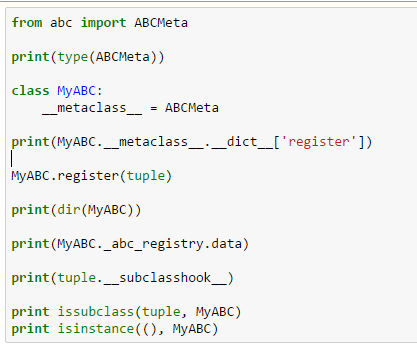 from abc import ABCMeta
print(type(ABCMeta))
class MyABC:
    __metaclass__ = ABCMeta
print(MyABC.__metaclass__.__dict__['register'])
MyABC.register(tuple)
print(dir(MyABC))
print(MyABC._abc_registry.data)
print(tuple.__subclasshook__)
print issubclass(tuple, MyABC)
print isinstance((), MyABC)